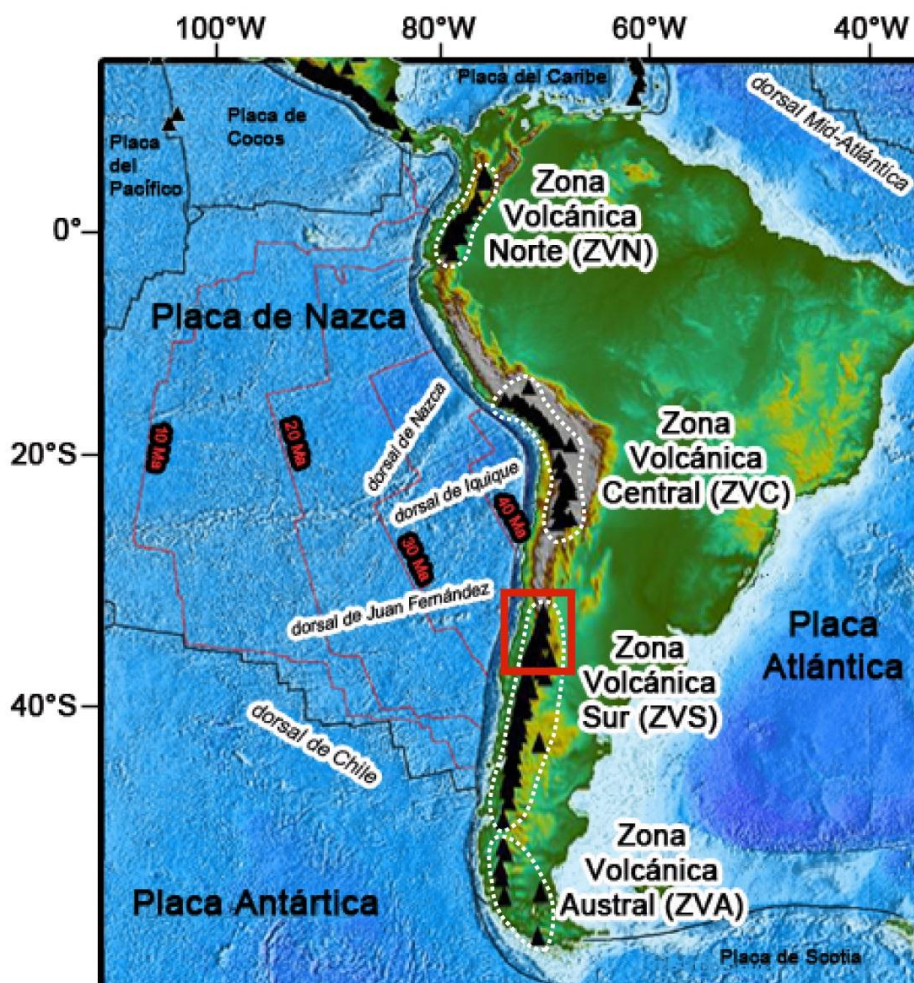 100°W
80°W
60°W
40°W
0°
20°S
40°S
Placa del Caribe
dorsal Mid-Atlántica
Placa de
Cocos
Placa
del
Pacífico
Zona
Volcánica
Norte (ZVN)
Placa de Nazca
10 Ma
20 Ma
dorsal de Nazca
dorsal de Iquique
40 Ma
30 Ma
Zona
Volcánica
Central (ZVC)
dorsal de Juan Fernández
Placa
Atlántica
Zona
Volcánica
Sur (ZVS)
dorsal de Chile
Zona
Volcánica
Austral (ZVA)
Placa Antártica
Placa de Scotia